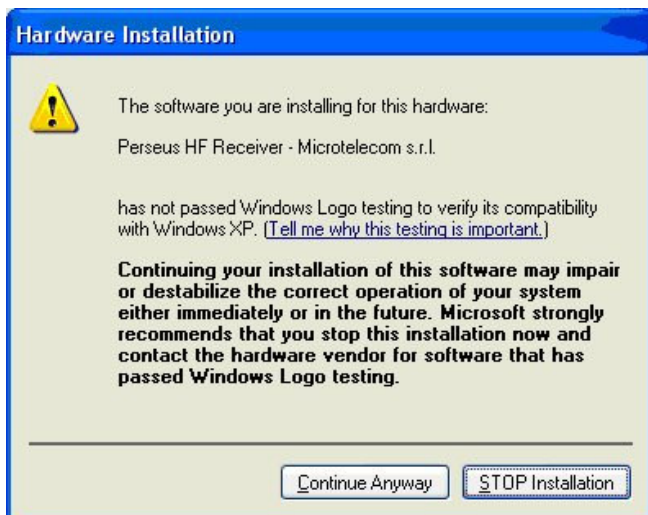 Hardware Installation
The software you are installing for this hardware:
Perseus HF Receiver - Microtelecom s.r.l.
has not passed Windows Logo testing to verify its compatibility
with Windows XP. (Tell me why this testing is important.)
Continuing your installation of this software may impair
or destabilize the correct operation of your system
either immediately or in the future. Microsoft strongly
recommends that you stop this installation now and
contact the hardware vendor for software that has
passed Windows Logo testing.
Continue Anyway
STOP Installation